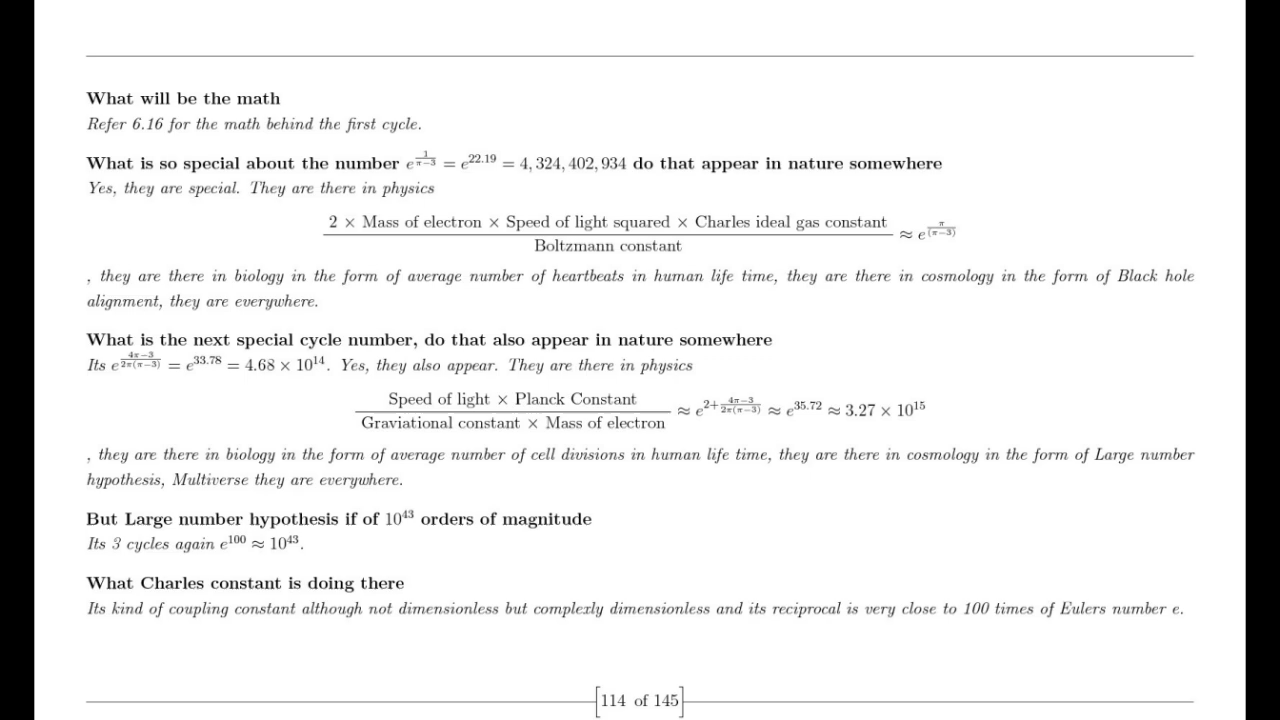 What will be the math
Refer 6.16 for the math behind the first cycle.
What is so special about the number e^{\frac{1}{π−3}} = e^{22.19} = 4,324,402,934 do that appear in nature somewhere
Yes, they are special. They are there in physics
\frac{2 × Mass of electron × Speed of light squared × Charles ideal gas constant}{Boltzmann constant} ≈ e^{\frac{π}{(π−3)}}
, they are there in biology in the form of average number of heartbeats in human life time, they are there in cosmology in the form of Black hole
alignment, they are everywhere.
What is the next special cycle number, do that also appear in nature somewhere
Its e^{\frac{4π−3}{2π(π−3)}} = e^{33.78} = 4.68 × 10^{14}. Yes, they also appear. They are there in physics
\frac{Speed of light × Planck Constant}{Graviational constant × Mass of electron} ≈ e^{2+\frac{4π−3}{2π(π−3)}} ≈ e^{35.72} ≈ 3.27 × 10^{15}
, they are there in biology in the form of average number of cell divisions in human life time, they are there in cosmology in the form of Large number
hypothesis, Multiverse they are everywhere.
But Large number hypothesis if of 10^{43} orders of magnitude
Its 3 cycles again e^{100} ≈ 10^{43}.
What Charles constant is doing there
Its kind of coupling constant although not dimensionless but complexly dimensionless and its reciprocal is very close to 100 times of Eulers number e.
[114 of 145]